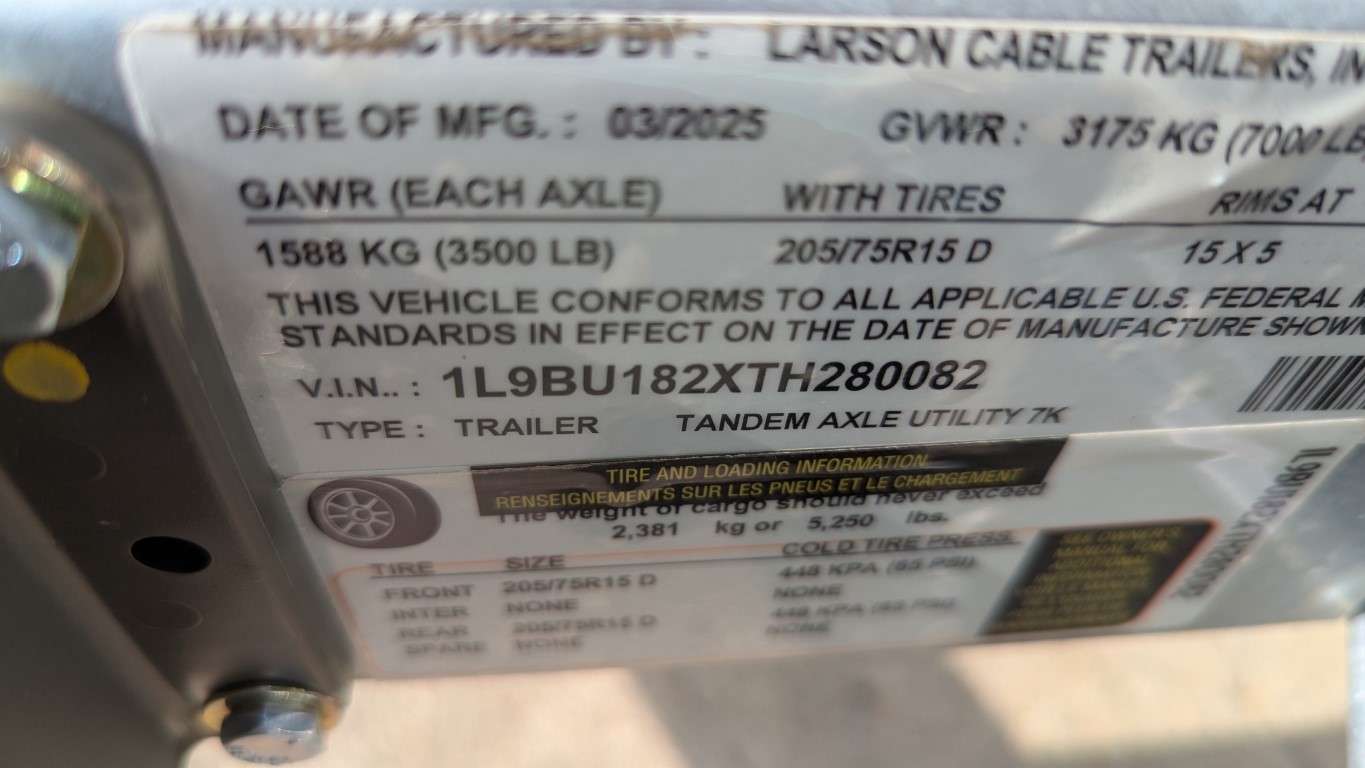 MANUFACTURED BY : LARSON CABLE TRAILERS,
DATE OF MFG. : 03/2025 GVWR : 3175 KG (7000 LB
GAWR (EACH AXLE) WITH TIRES RIMS AT
1588 KG (3500 LB) 205/75R15 D 15 X 5
THIS VEHICLE CONFORMS TO ALL APPLICABLE U.S. FEDERAL
STANDARDS IN EFFECT ON THE DATE OF MANUFACTURE SHOWN
V.I.N.. : 1L9BU182XTH280082
TYPE : TRAILER TANDEM AXLE UTILITY 7K
TIRE AND LOADING INFORMATION
RENSEIGNEMENTS SUR LES PNEUS ET LE CHARGEMENT
The weight of cargo should never exceed
2,381 kg or 5,250 lbs.
TIRE SIZE COLD TIRE PRESS.
FRONT 205/75R15 D 448 KPA (65 PSI)
INTER NONE NONE
REAR 205/75R15 D 448 KPA (65 PSI)
SPARE NONE NONE
SEE OWNER'S
MANUAL FOR
1L9BU182XTH280082